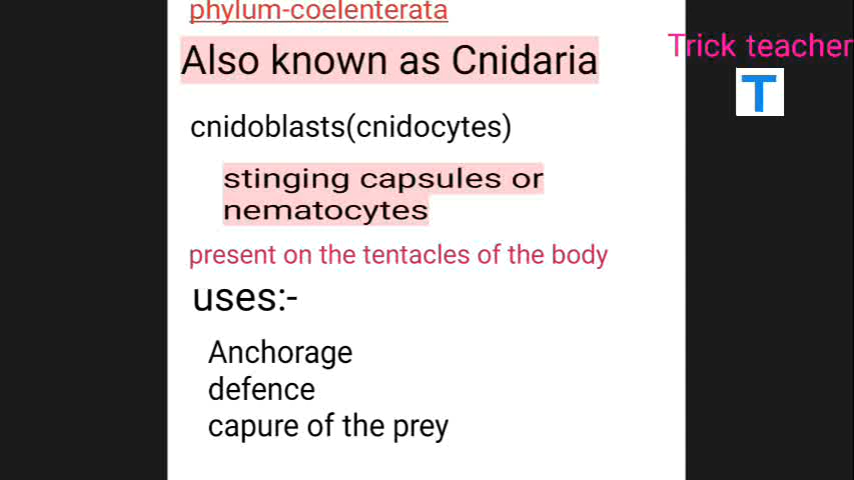 phylum-coelenterata
Also known as Cnidaria
Trick teacher
T
cnidoblasts(cnidocytes)
stinging capsules or
nematocytes
present on the tentacles of the body
uses:-
Anchorage
defence
capure of the prey